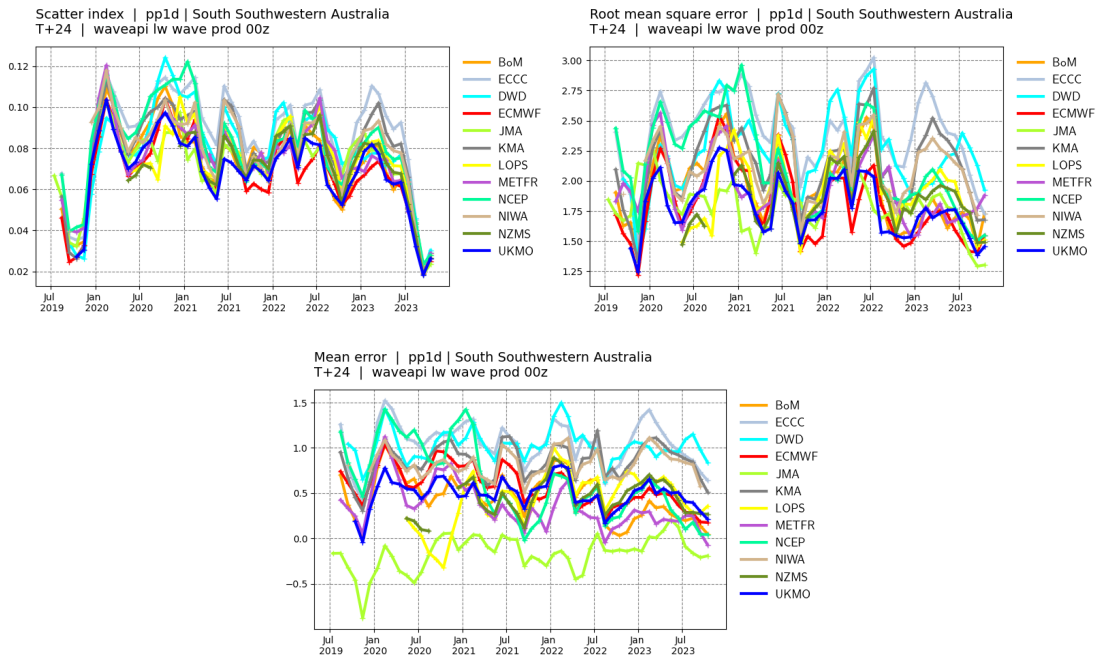 Scatter index | pp1d | South Southwestern Australia
T+24 | waveapi lw wave prod 00z
0.12
0.10
0.08
0.06
0.04
0.02
Jul
2019
Jan
2020
Jul
2020
Jan
2021
Jul
2021
Jan
2022
Jul
2022
Jan
2023
Jul
2023
BoM
ECCC
DWD
ECMWF
JMA
KMA
LOPS
METFR
NCEP
NIWA
NZMS
UKMO
Root mean square error | pp1d | South Southwestern Australia
T+24 | waveapi lw wave prod 00z
3.00
2.75
2.50
2.25
2.00
1.75
1.50
1.25
Jul
2019
Jan
2020
Jul
2020
Jan
2021
Jul
2021
Jan
2022
Jul
2022
Jan
2023
Jul
2023
BoM
ECCC
DWD
ECMWF
JMA
KMA
LOPS
METFR
NCEP
NIWA
NZMS
UKMO
Mean error | pp1d | South Southwestern Australia
T+24 | waveapi lw wave prod 00z
1.5
1.0
0.5
0.0
−0.5
Jul
2019
Jan
2020
Jul
2020
Jan
2021
Jul
2021
Jan
2022
Jul
2022
Jan
2023
Jul
2023
BoM
ECCC
DWD
ECMWF
JMA
KMA
LOPS
METFR
NCEP
NIWA
NZMS
UKMO